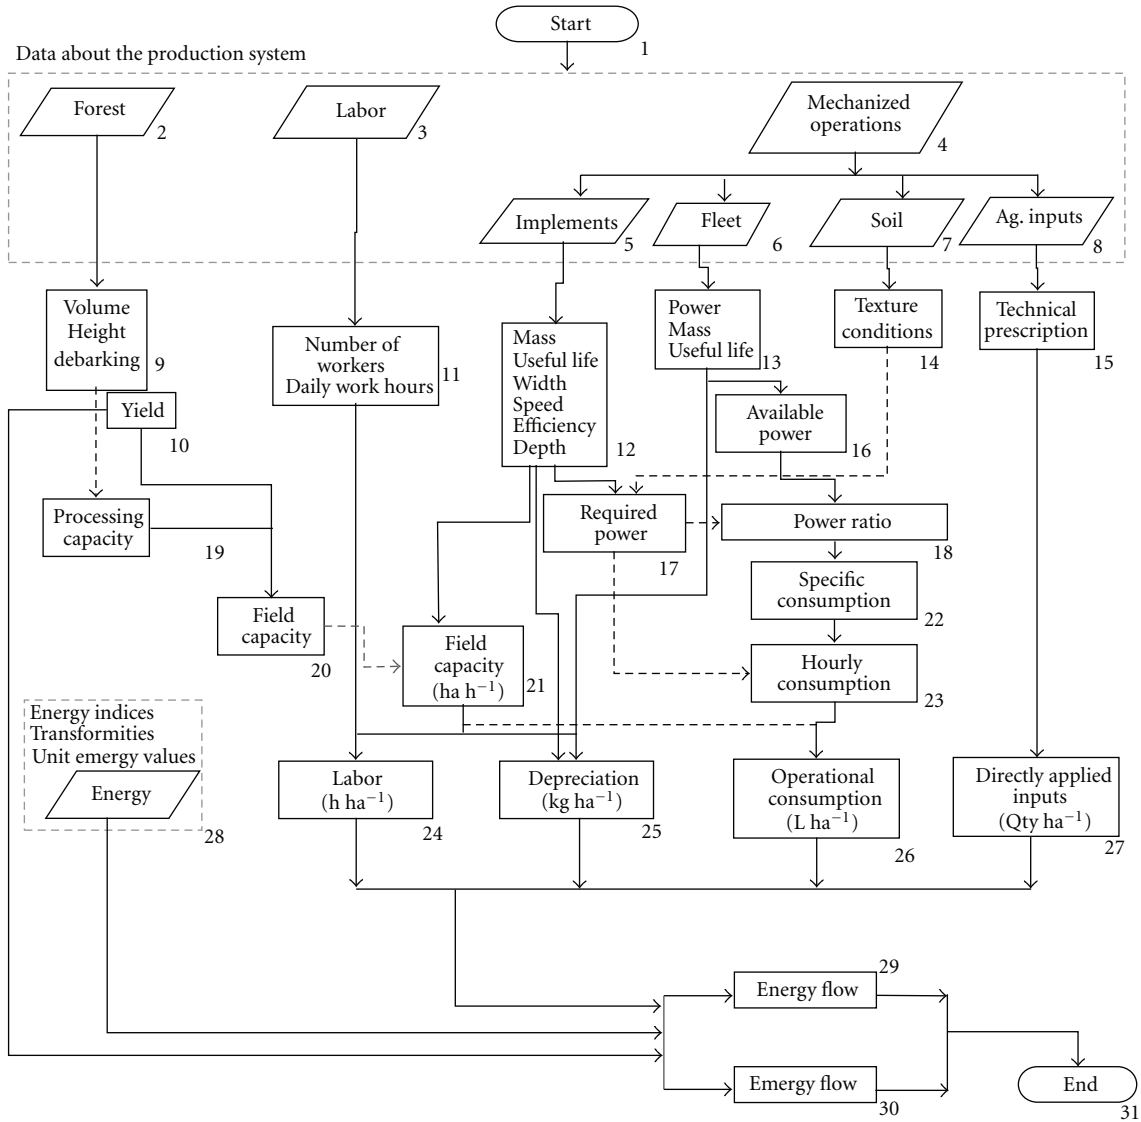 Start
1
Data about the production system
Forest
2
Labor
3
Mechanized
operations
4
Implements
5
Fleet
6
Soil
7
Ag. inputs
8
Volume
Height
debarking
9
Yield
10
Number of
workers
Daily work hours
11
Mass
Useful life
Width
Speed
Efficiency
Depth
12
Power
Mass
Useful life
13
Texture
conditions
14
Technical
prescription
15
Available
power
16
Required
power
17
Power ratio
18
Processing
capacity
19
Field
capacity
20
Field
capacity
(ha h⁻¹)
21
Specific
consumption
22
Hourly
consumption
23
Labor
(h ha⁻¹)
24
Depreciation
(kg ha⁻¹)
25
Operational
consumption
(L ha⁻¹)
26
Directly applied
inputs
(Qty ha⁻¹)
27
Energy indices
Transformities
Unit emergy values
Energy
28
Energy flow
29
Emergy flow
30
End
31